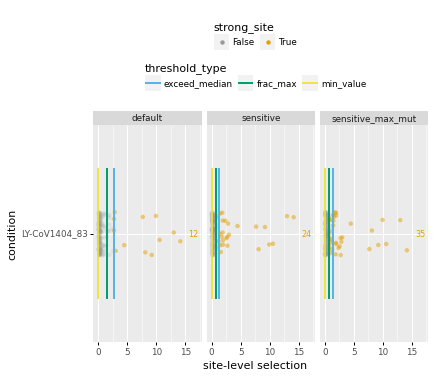 strong_site
False True
threshold_type
exceed_median frac_max min_value
default sensitive sensitive_max_mut
condition
LY-CoV1404_83 12 24 35
0 5 10 15 0 5 10 15 0 5 10 15
site-level selection